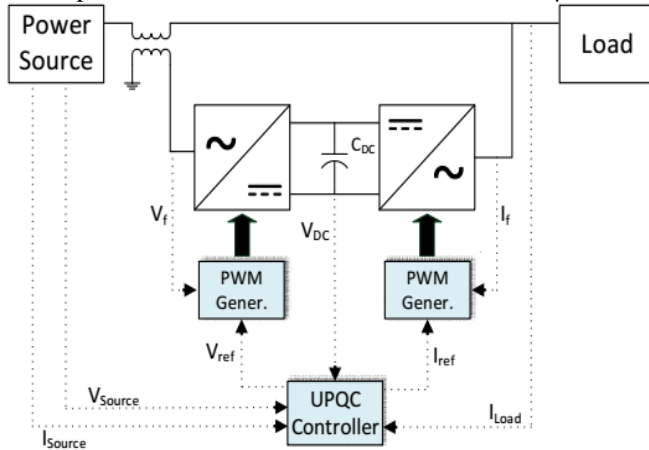 Power
Source
Load
C_DC
V_f
V_DC
I_f
PWM
Gener.
PWM
Gener.
V_ref
I_ref
V_Source
UPQC
Controller
I_Load
I_Source